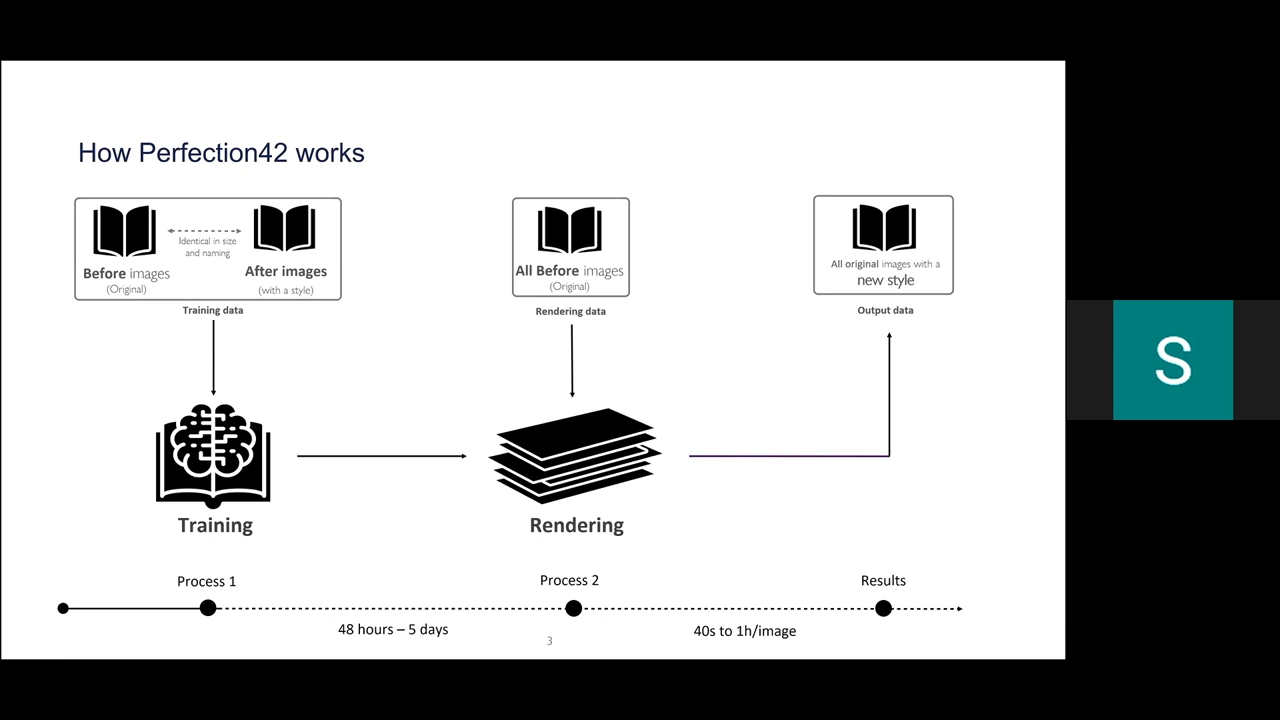 How Perfection42 works
Identical in size
and naming
Before images
(Original)
After images
(with a style)
Training data
All Before images
(Original)
Rendering data
All original images with a
new style
Output data
Training
Rendering
Process 1
Process 2
Results
48 hours – 5 days
40s to 1h/image
3
S